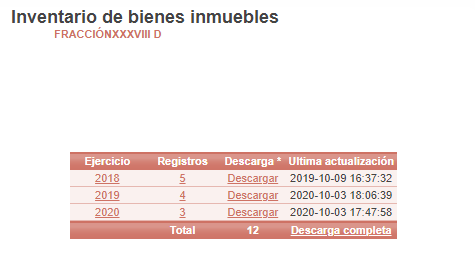 Inventario de bienes inmuebles
FRACCIÓNXXXVIII D
Ejercicio Registros Descarga * Ultima actualización
2018 5 Descargar 2019-10-09 16:37:32
2019 4 Descargar 2020-10-03 18:06:39
2020 3 Descargar 2020-10-03 17:47:58
Total 12 Descarga completa